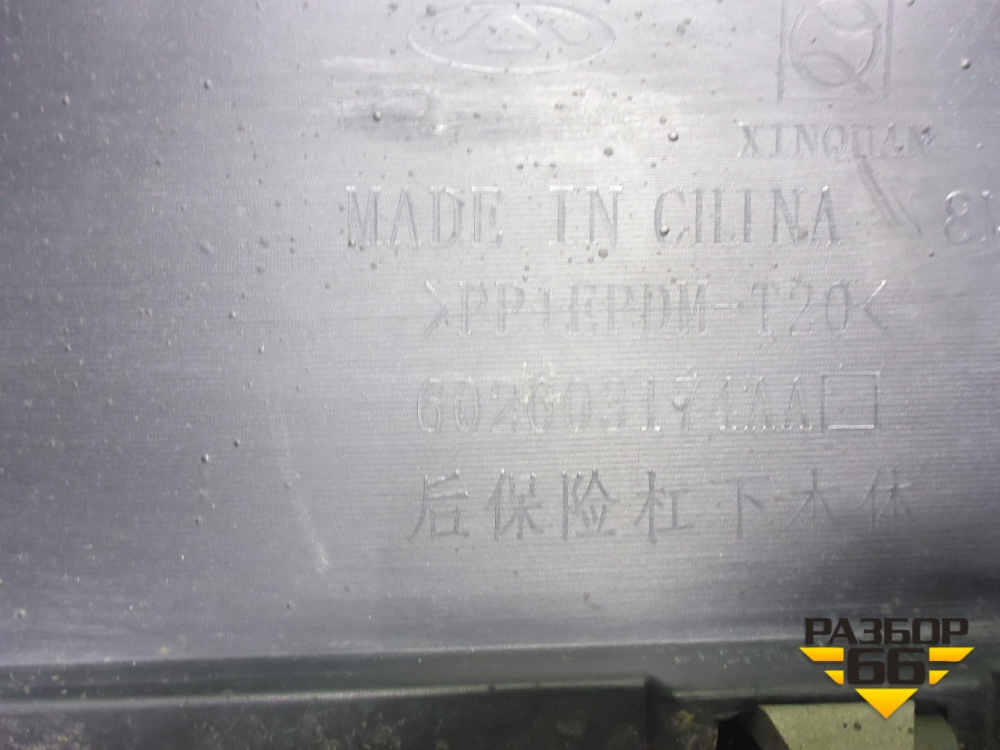 XINQUAN
MADE IN CHINA
>PP+EPDM-T20<
602603174AA
后保险杠下本体
РАЗБОР
66